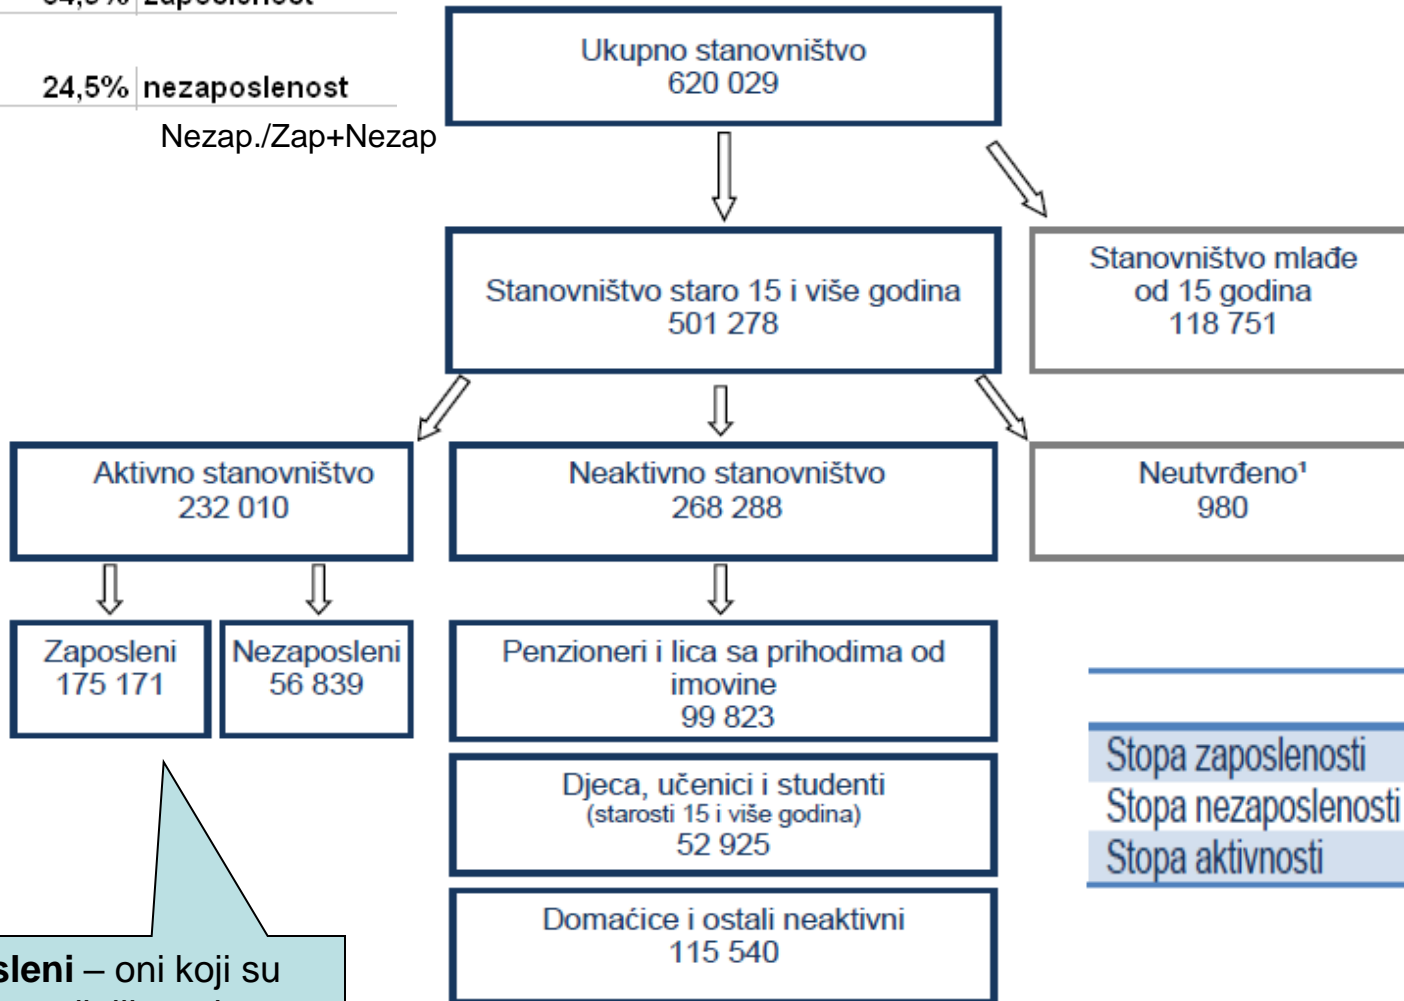 zaposlenost
24,5% nezaposlenost
Nezap./Zap+Nezap
Ukupno stanovništvo
620 029
Stanovništvo staro 15 i više godina
501 278
Stanovništvo mlađe
od 15 godina
118 751
Aktivno stanovništvo
232 010
Neaktivno stanovništvo
268 288
Neutvrđeno¹
980
Zaposleni
175 171
Nezaposleni
56 839
Penzioneri i lica sa prihodima od
imovine
99 823
Djeca, učenici i studenti
(starosti 15 i više godina)
52 925
Domaćice i ostali neaktivni
115 540
Stopa zaposlenosti
Stopa nezaposlenosti
Stopa aktivnosti
sleni – oni koji su